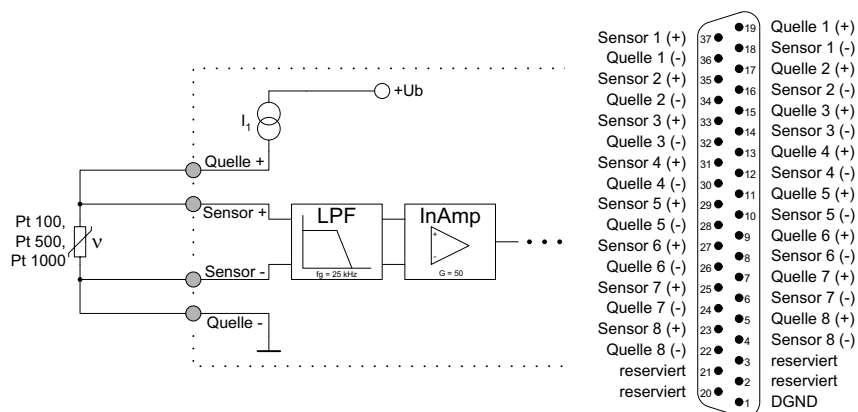 +Ub
I1
Quelle +
Sensor +
Pt 100,
Pt 500,
Pt 1000
ν
LPF
fg = 25 kHz
InAmp
+
-
G = 50
Sensor -
Quelle -
Sensor 1 (+) 37
Quelle 1 (-) 36
Sensor 2 (+) 35
Quelle 2 (-) 34
Sensor 3 (+) 33
Quelle 3 (-) 32
Sensor 4 (+) 31
Quelle 4 (-) 30
Sensor 5 (+) 29
Quelle 5 (-) 28
Sensor 6 (+) 27
Quelle 6 (-) 26
Sensor 7 (+) 25
Quelle 7 (-) 24
Sensor 8 (+) 23
Quelle 8 (-) 22
reserviert 21
reserviert 20
19 Quelle 1 (+)
18 Sensor 1 (-)
17 Quelle 2 (+)
16 Sensor 2 (-)
15 Quelle 3 (+)
14 Sensor 3 (-)
13 Quelle 4 (+)
12 Sensor 4 (-)
11 Quelle 5 (+)
10 Sensor 5 (-)
9 Quelle 6 (+)
8 Sensor 6 (-)
7 Quelle 7 (+)
6 Sensor 7 (-)
5 Quelle 8 (+)
4 Sensor 8 (-)
3 reserviert
2 reserviert
1 DGND